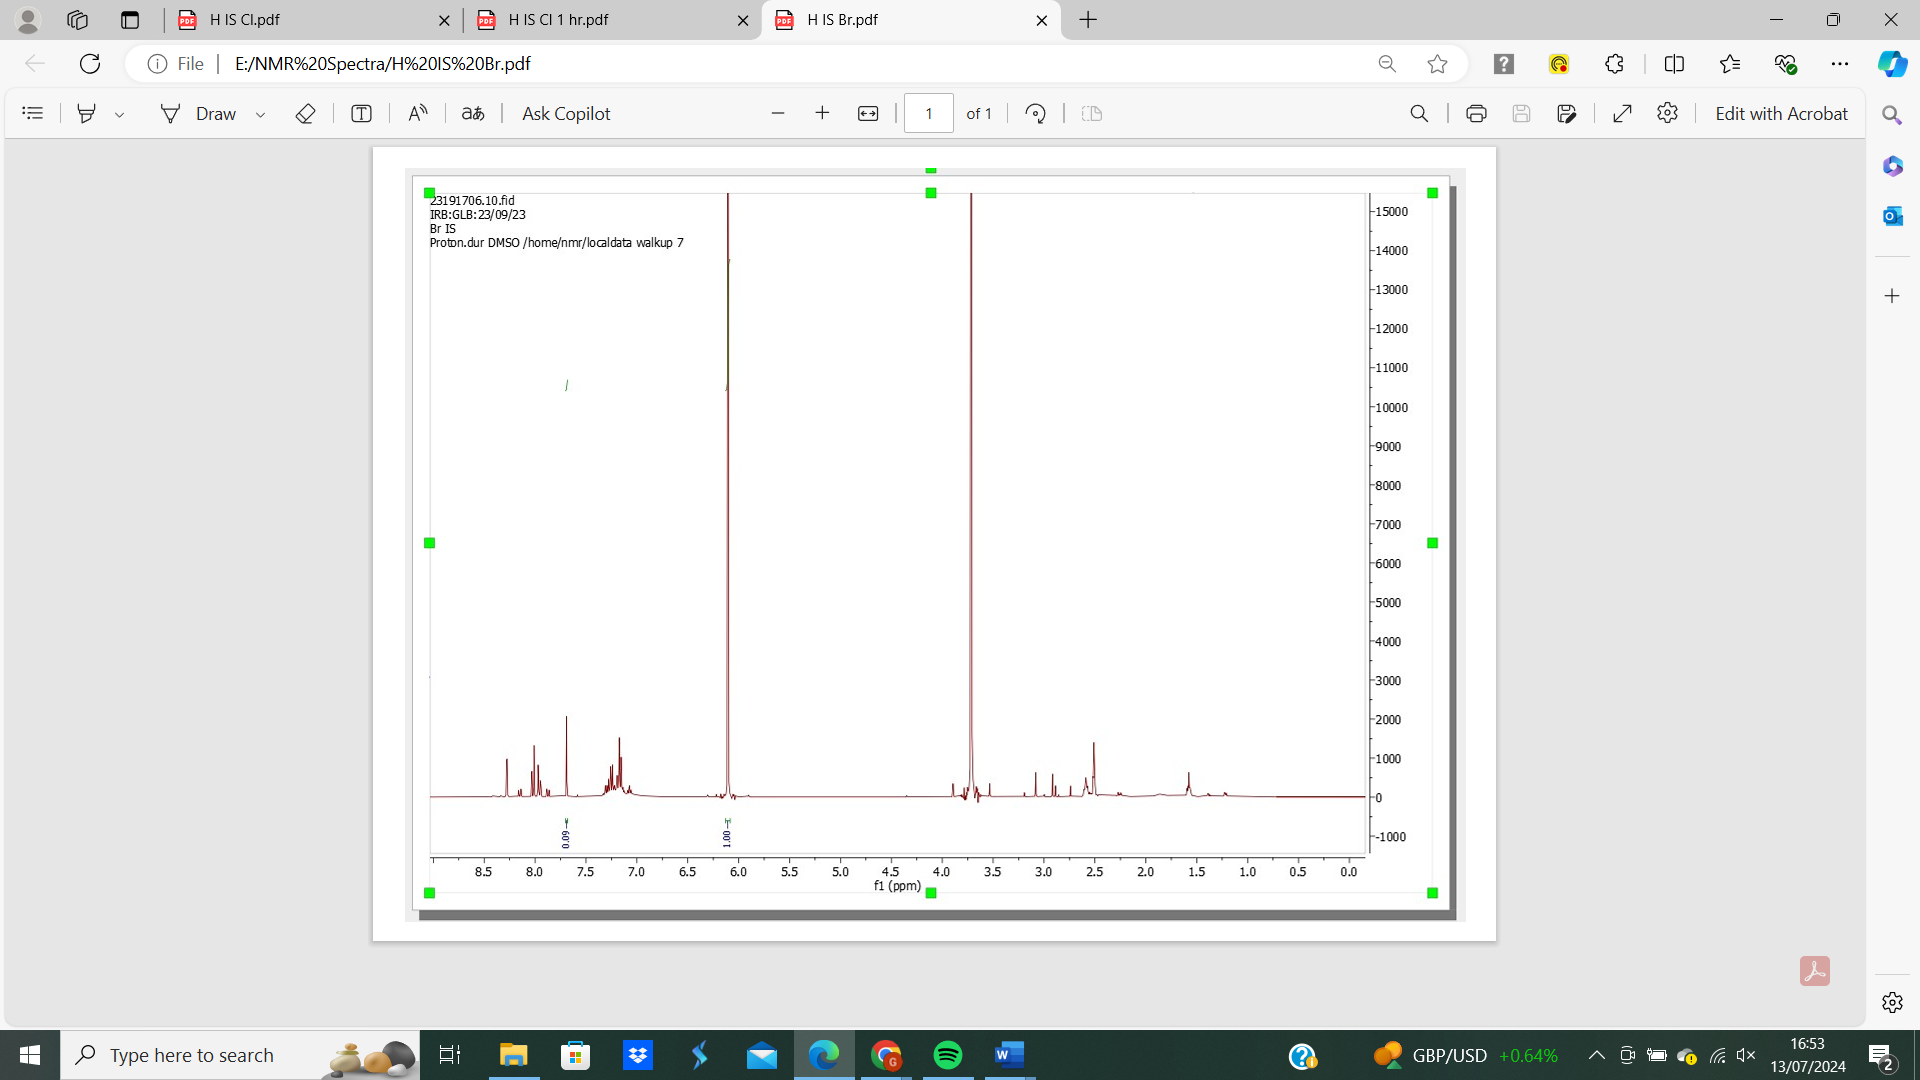 H IS Cl.pdf
H IS Cl 1 hr.pdf
H IS Br.pdf
File
E:/NMR%20Spectra/H%20IS%20Br.pdf
Draw
aあ
Ask Copilot
1
of 1
Edit with Acrobat
23191706.10.fid
IRB:GLB:23/09/23
Br IS
Proton.dur DMSO /home/nmr/localdata walkup 7
15000
14000
13000
12000
11000
10000
9000
8000
7000
6000
5000
4000
3000
2000
1000
0
-1000
0.09
1.00
8.5 8.0 7.5 7.0 6.5 6.0 5.5 5.0 4.5 4.0 3.5 3.0 2.5 2.0 1.5 1.0 0.5 0.0
f1 (ppm)
Type here to search
GBP/USD +0.64%
16:53
13/07/2024
2